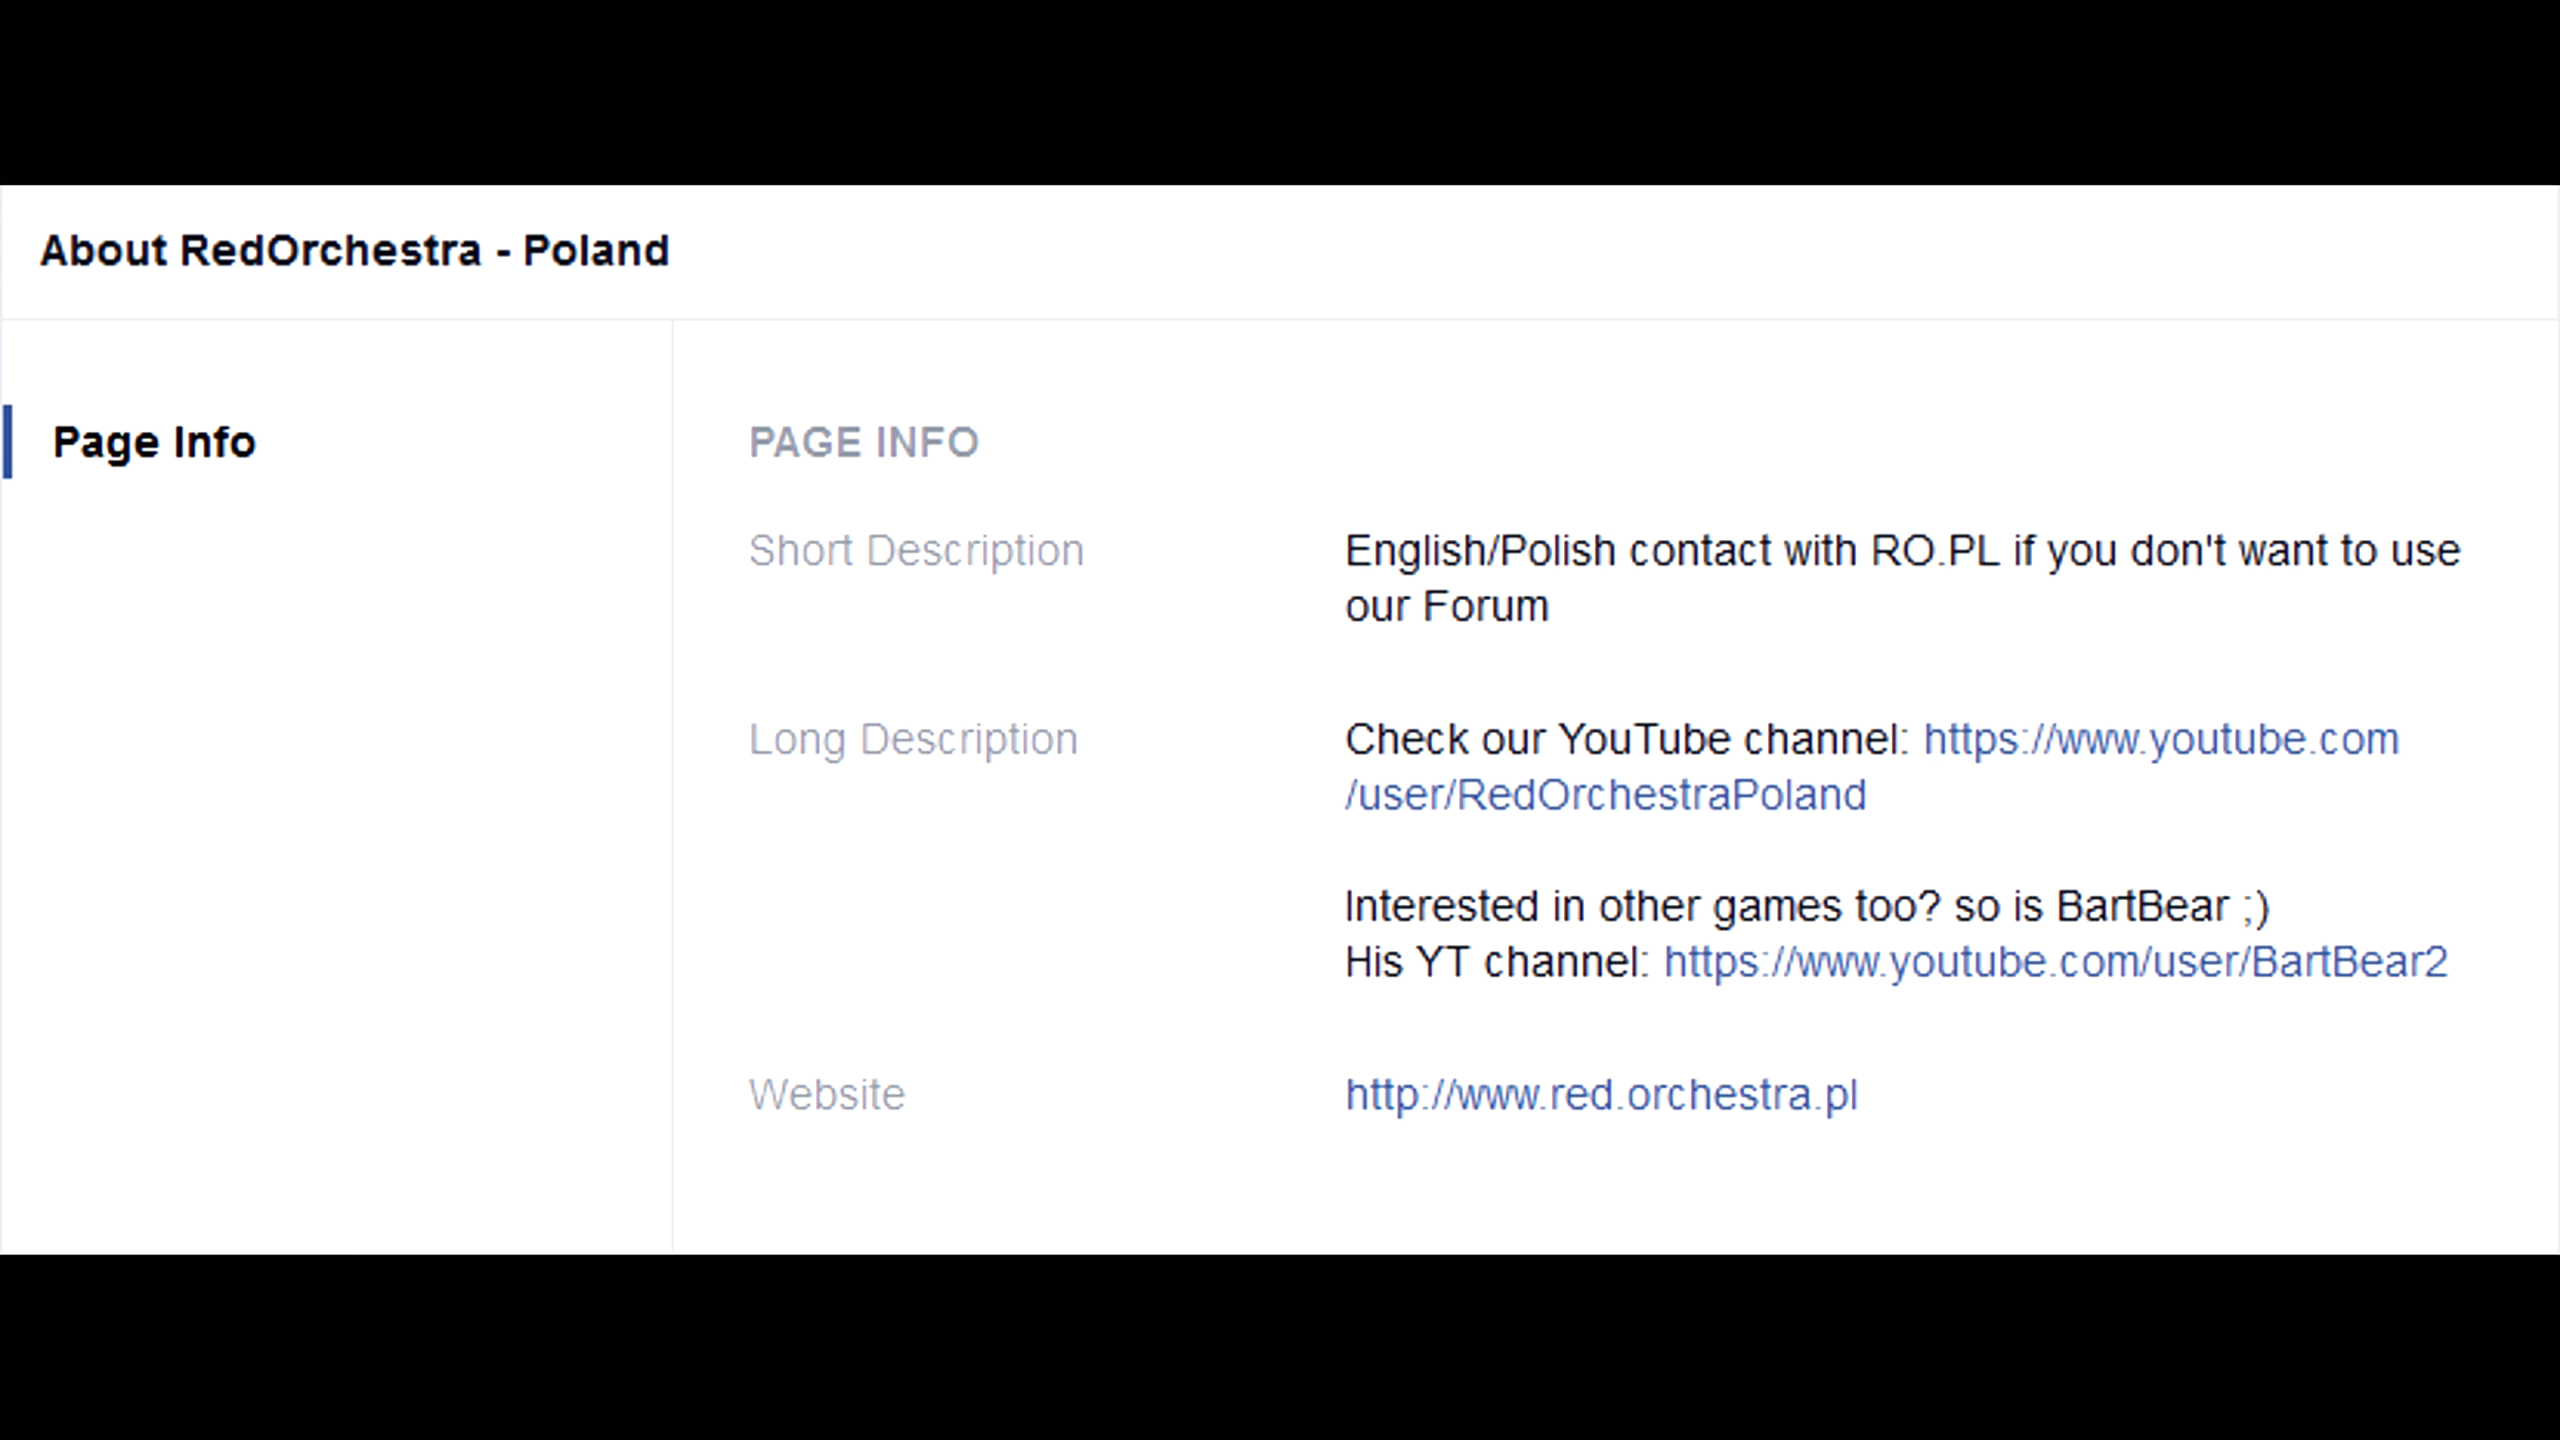 About RedOrchestra - Poland
Page Info
PAGE INFO
Short Description
English/Polish contact with RO.PL if you don't want to use
our Forum
Long Description
Check our YouTube channel: https://www.youtube.com
/user/RedOrchestraPoland
Interested in other games too? so is BartBear ;)
His YT channel: https://www.youtube.com/user/BartBear2
Website
http://www.red.orchestra.pl